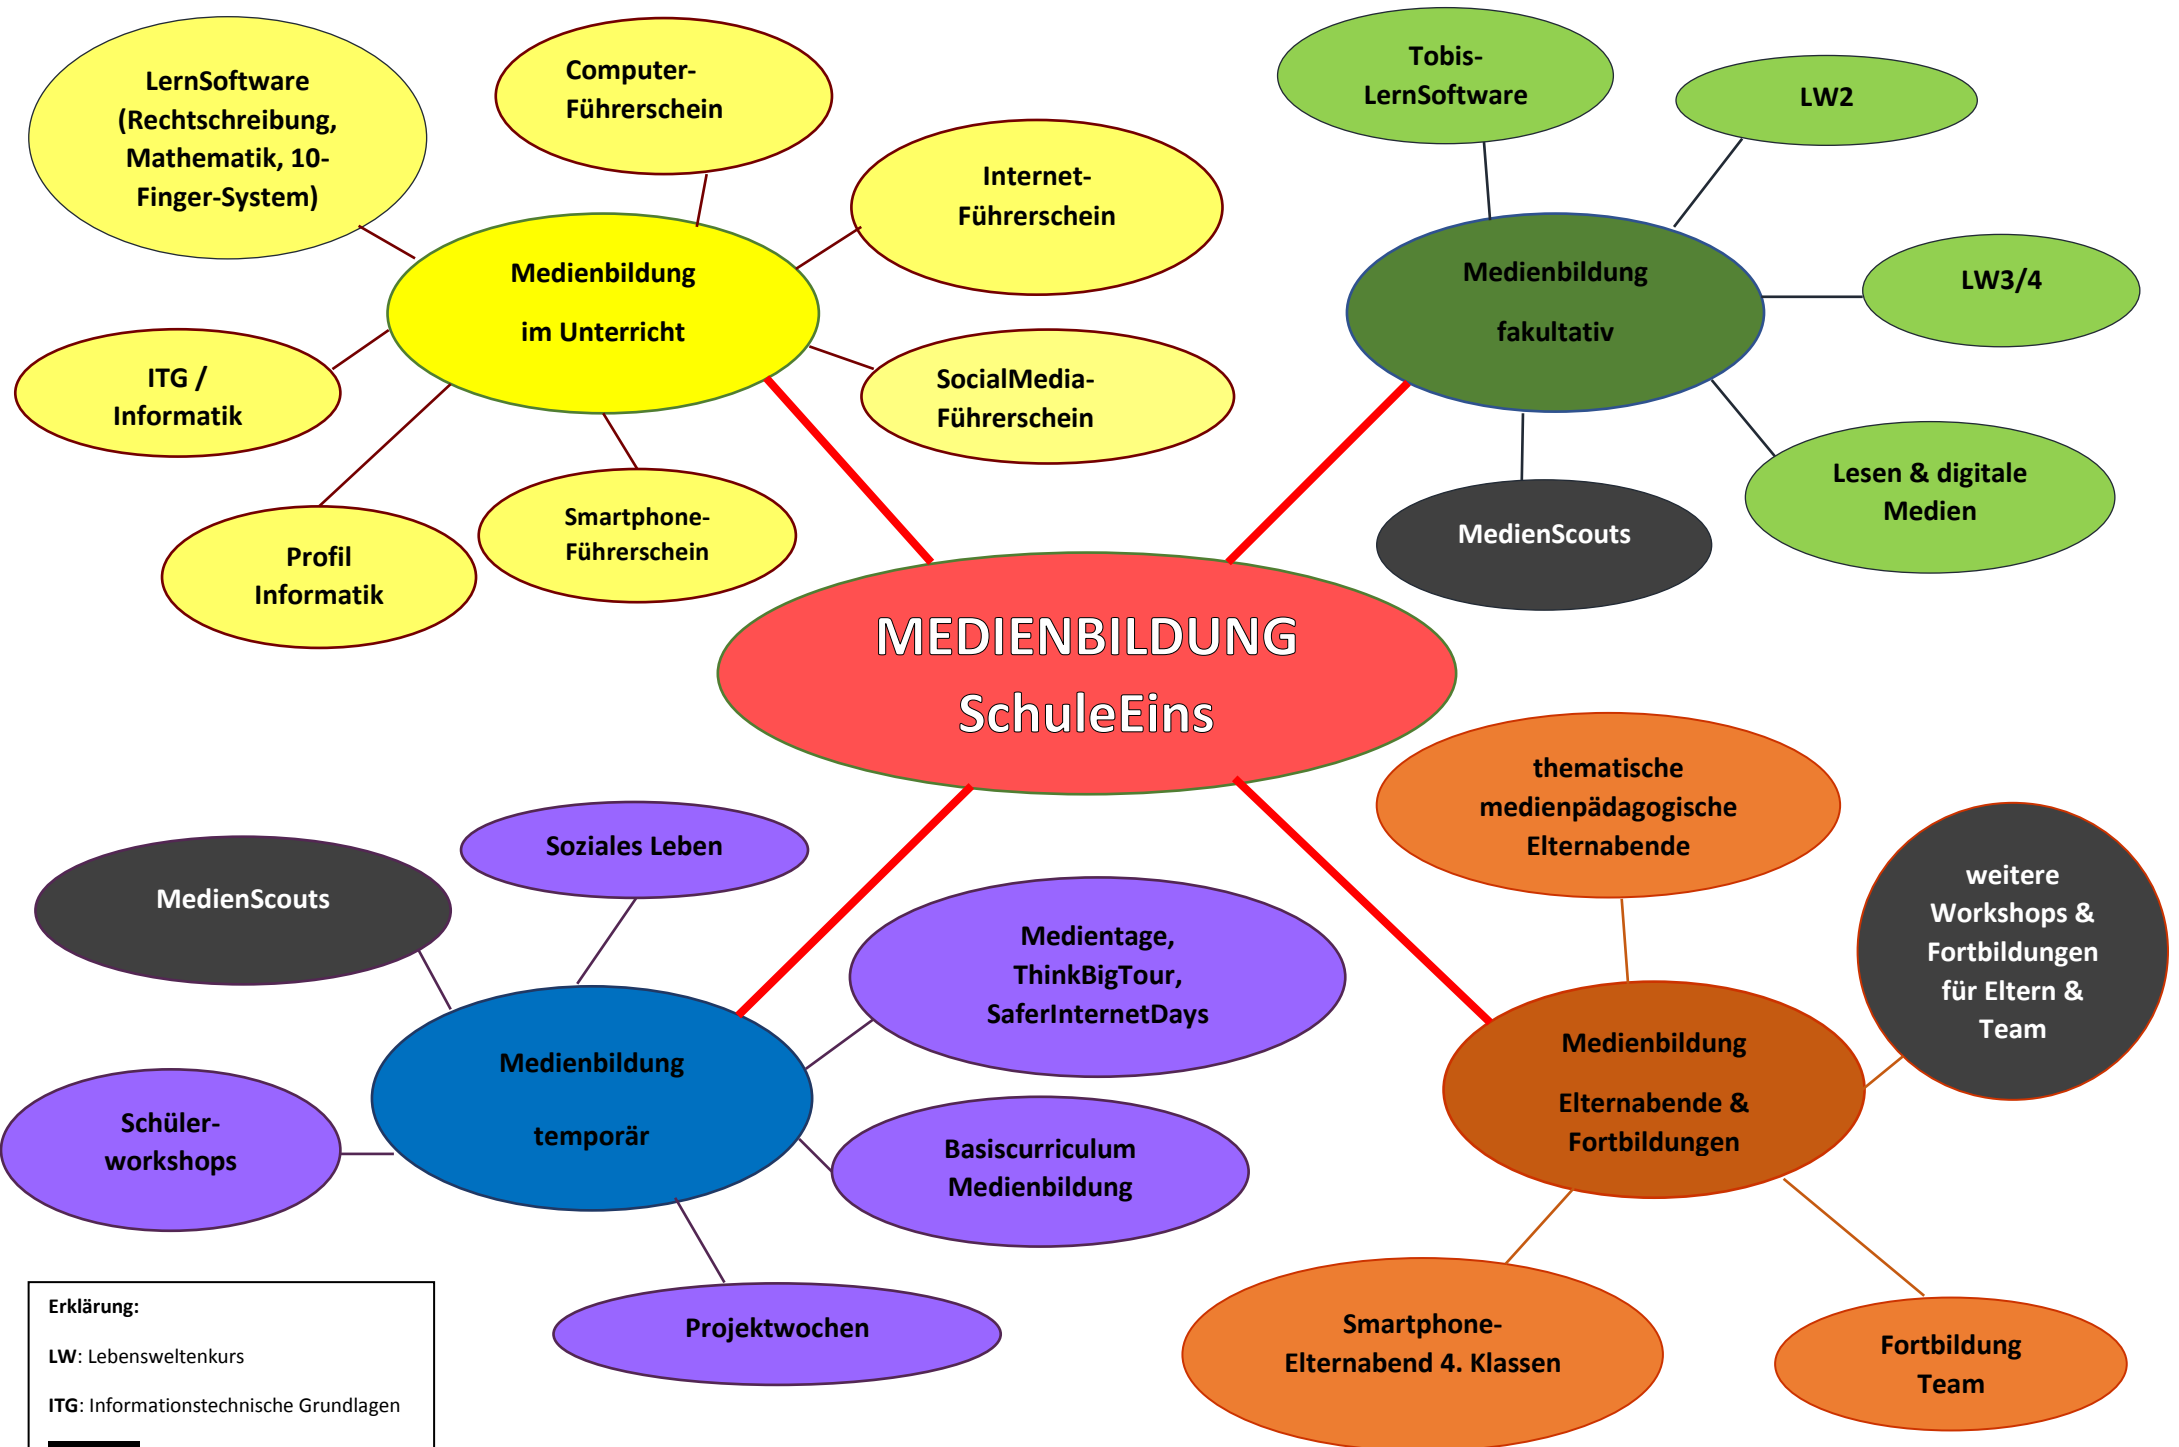 LernSoftware
(Rechtschreibung,
Mathematik, 10-
Finger-System)
Computer-
Führerschein
Internet-
Führerschein
Medienbildung
im Unterricht
ITG /
Informatik
SocialMedia-
Führerschein
Profil
Informatik
Smartphone-
Führerschein
Tobis-
LernSoftware
LW2
Medienbildung
fakultativ
LW3/4
Lesen & digitale
Medien
MedienScouts
MEDIENBILDUNG
SchuleEins
Soziales Leben
MedienScouts
Medientage,
ThinkBigTour,
SaferInternetDays
Medienbildung
temporär
Schüler-
workshops
Basiscurriculum
Medienbildung
Projektwochen
thematische
medienpädagogische
Elternabende
weitere
Workshops &
Fortbildungen
für Eltern &
Team
Medienbildung
Elternabende &
Fortbildungen
Smartphone-
Elternabend 4. Klassen
Fortbildung
Team
Erklärung:
LW: Lebensweltenkurs
ITG: Informationstechnische Grundlagen